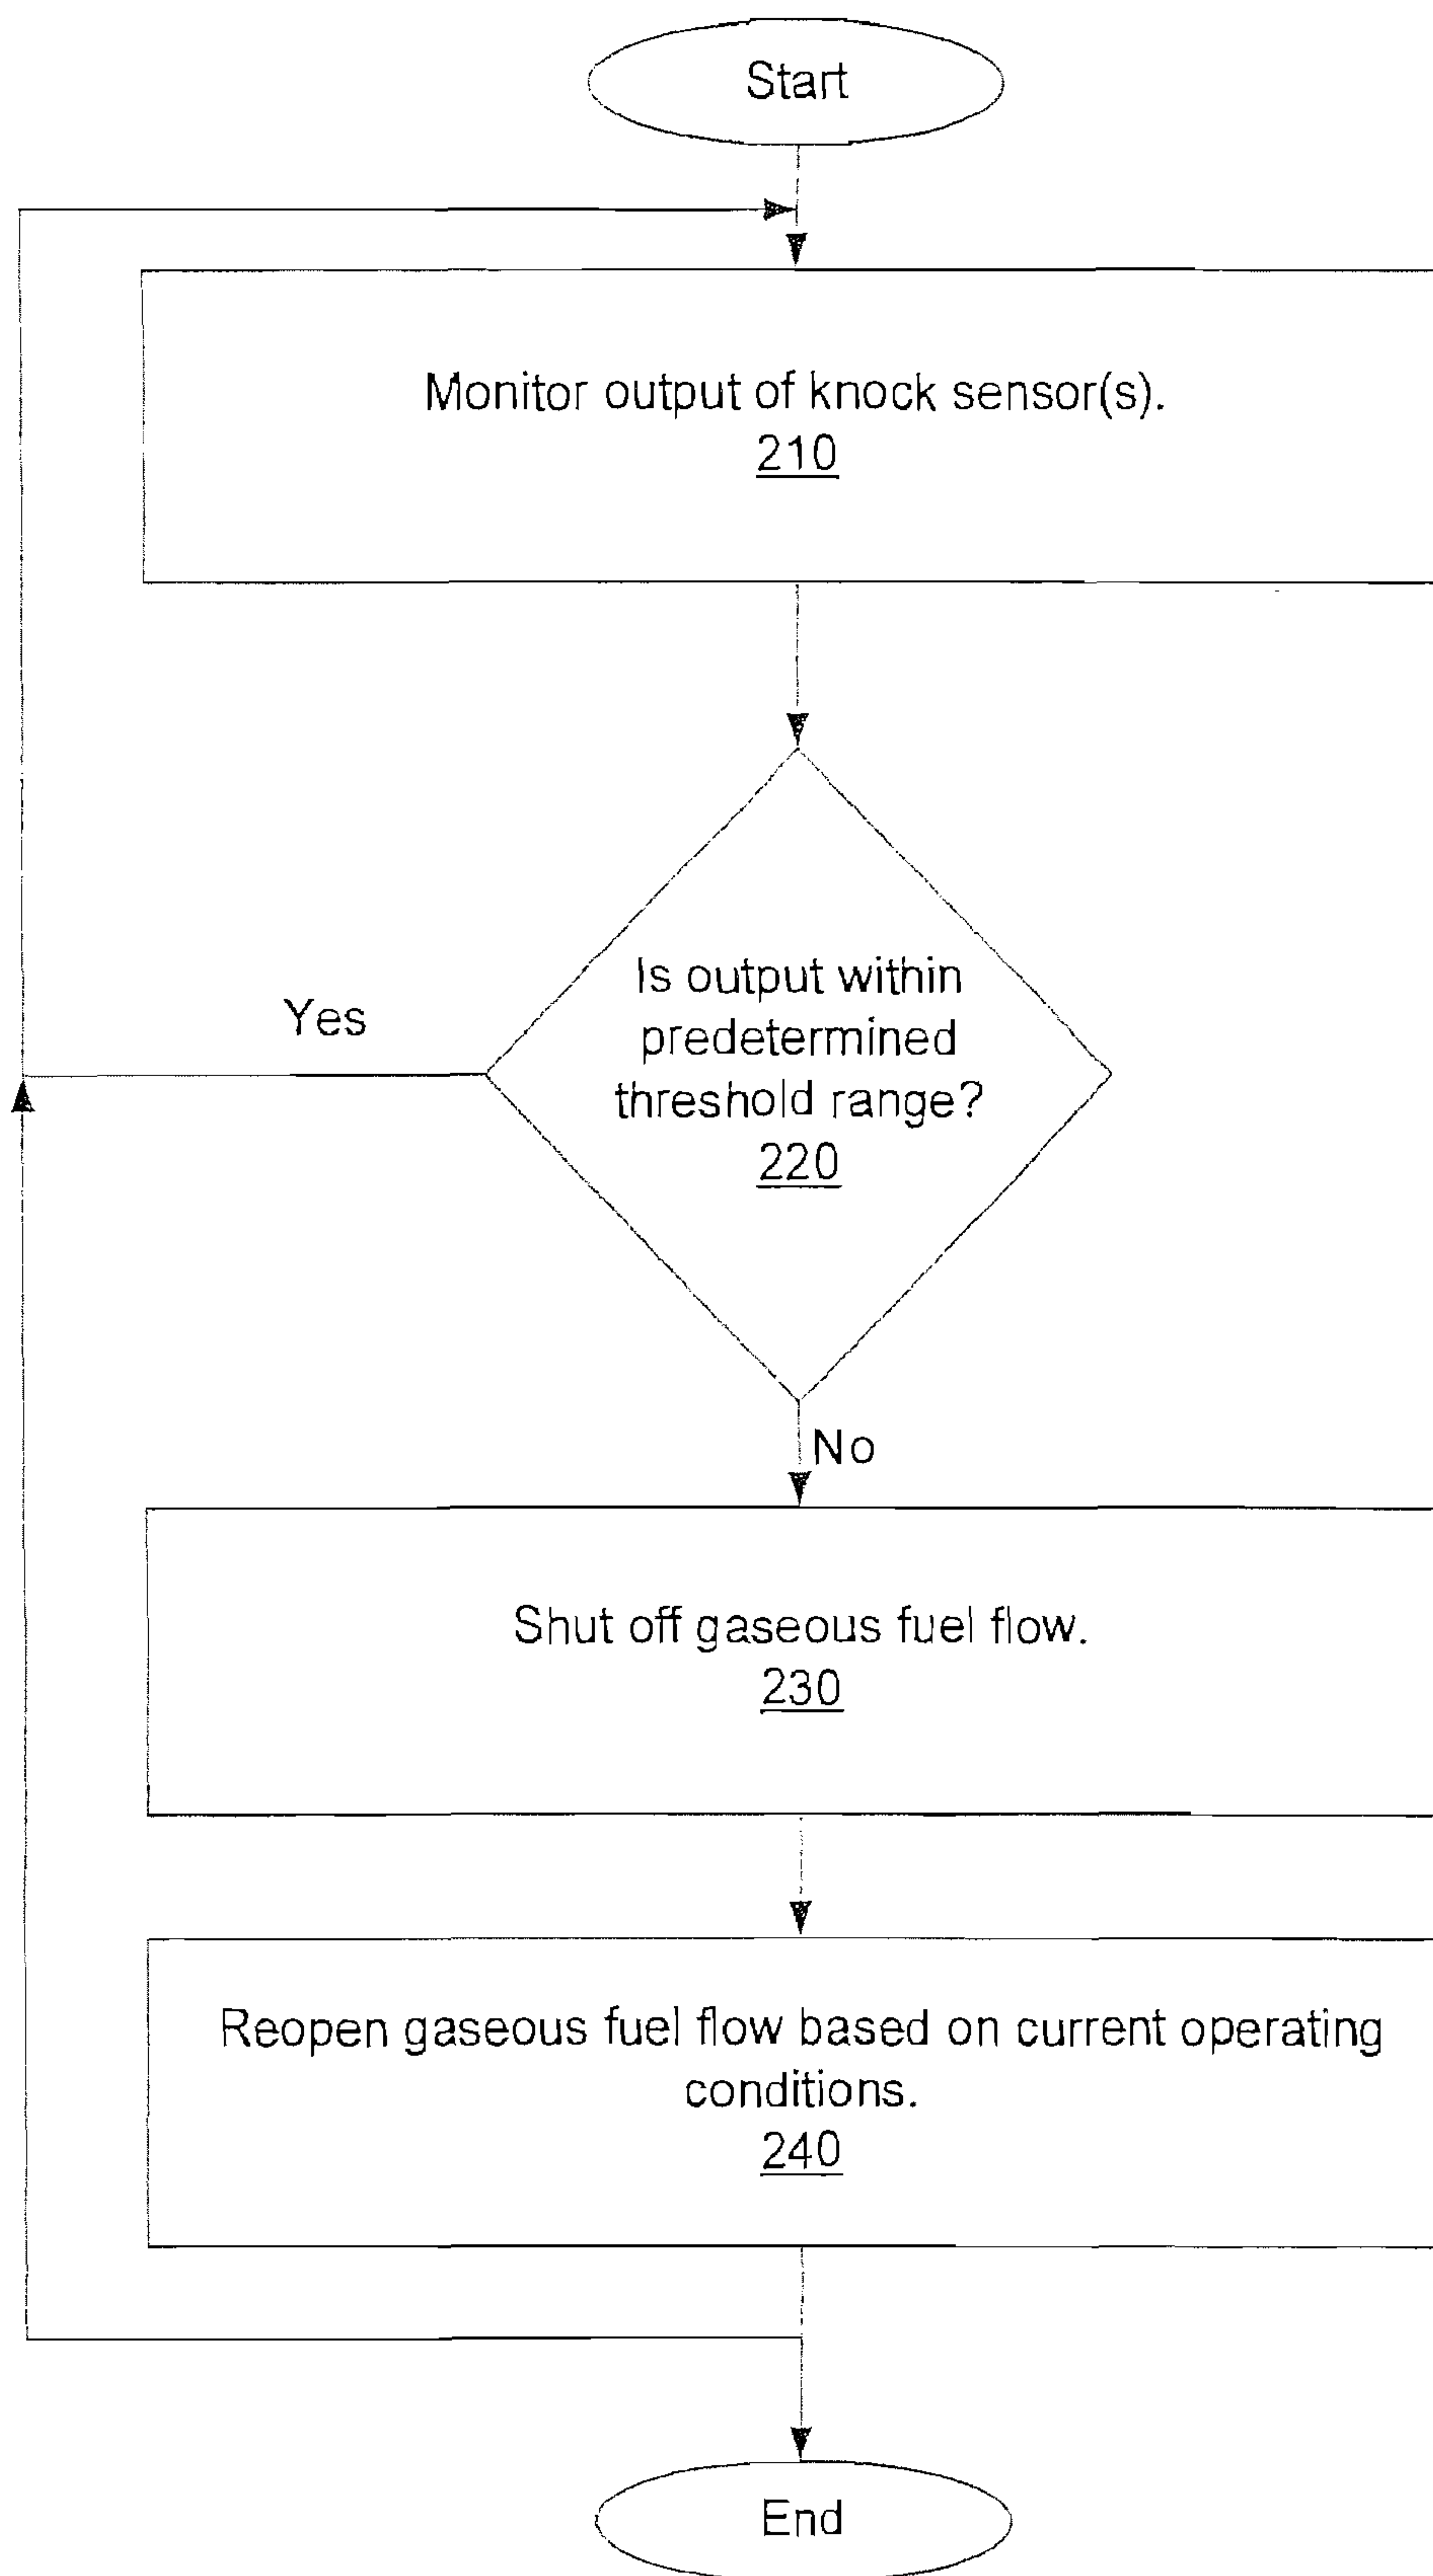 Start
Monitor output of knock sensor(s).
210
Is output within
predetermined
threshold range?
220
Yes
No
Shut off gaseous fuel flow.
230
Reopen gaseous fuel flow based on current operating
conditions.
240
End